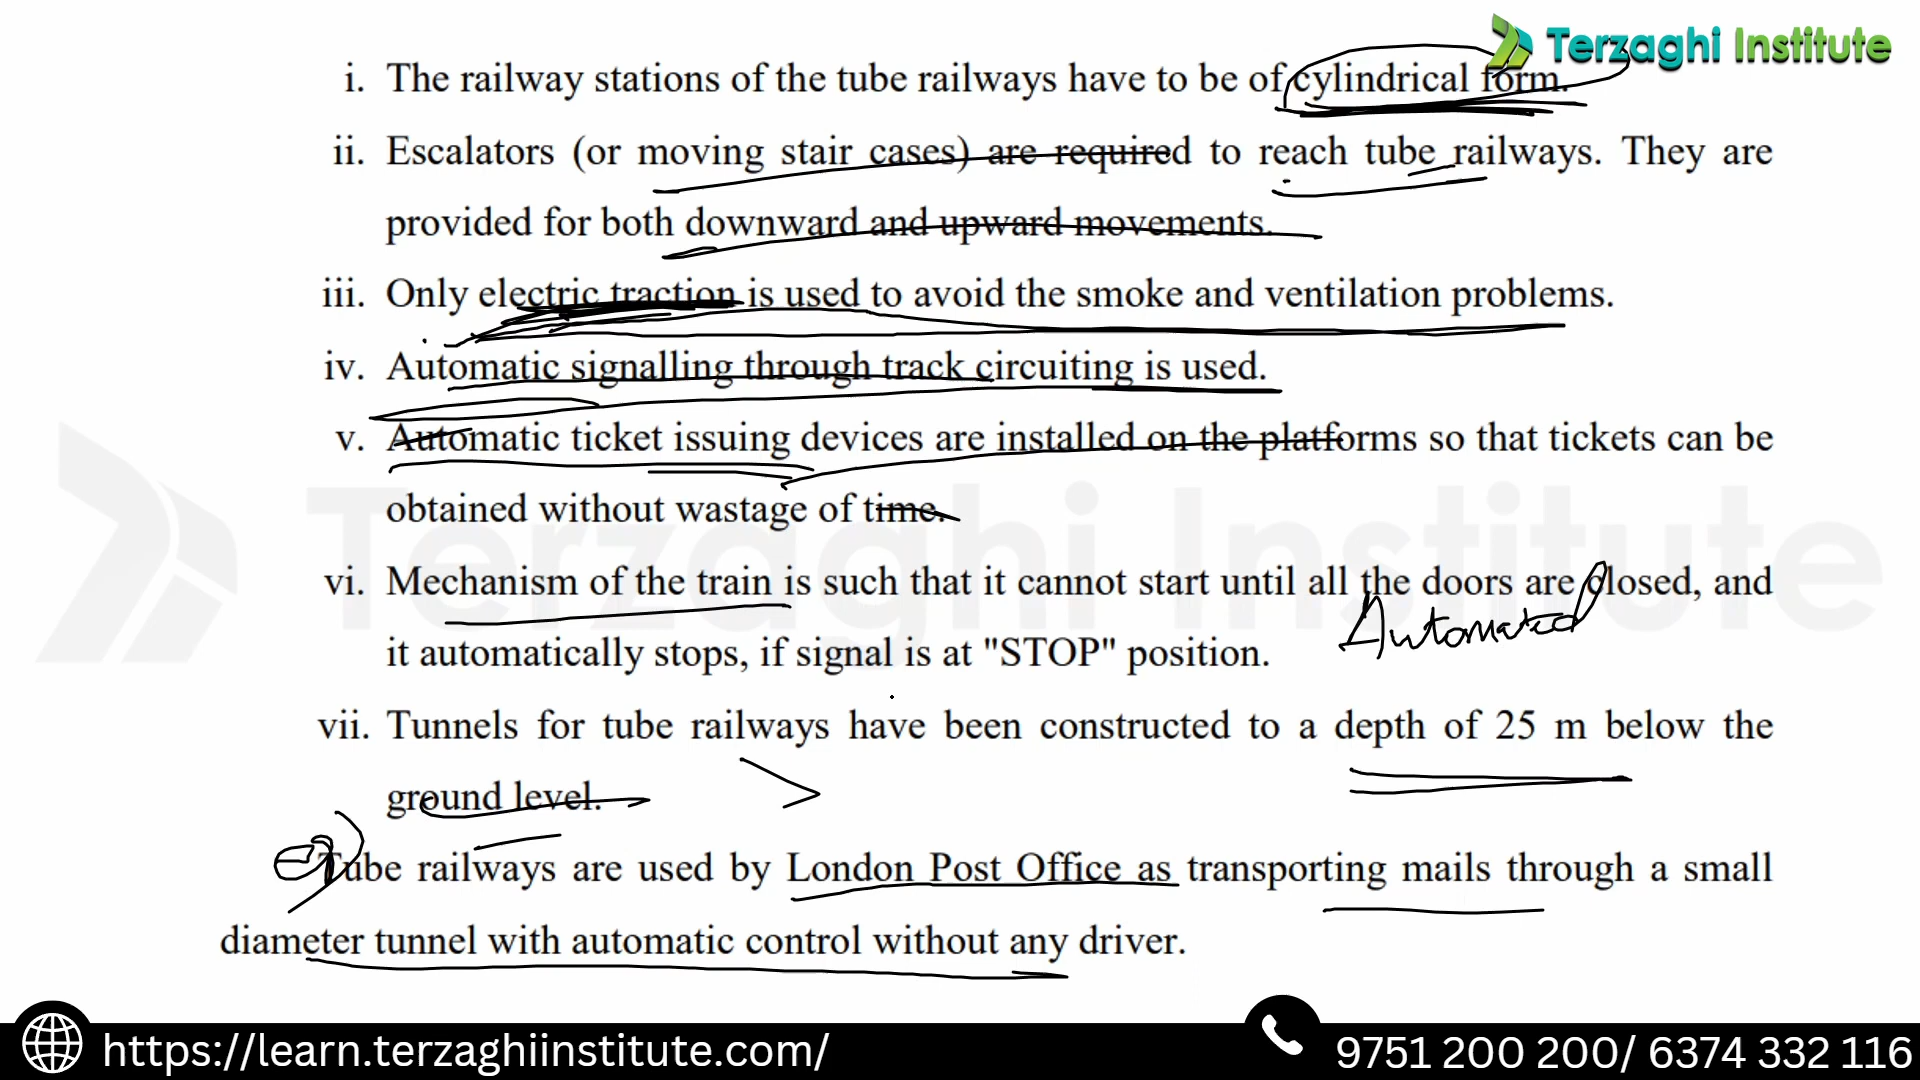 Terzaghi Institute
i. The railway stations of the tube railways have to be of cylindrical form.
ii. Escalators (or moving stair cases) are required to reach tube railways. They are
provided for both downward and upward movements.
iii. Only electric traction is used to avoid the smoke and ventilation problems.
iv. Automatic signalling through track circuiting is used.
v. Automatic ticket issuing devices are installed on the platforms so that tickets can be
obtained without wastage of time.
Terzaghi Institute
vi. Mechanism of the train is such that it cannot start until all the doors are closed, and
Automated
it automatically stops, if signal is at "STOP" position.
vii. Tunnels for tube railways have been constructed to a depth of 25 m below the
ground level.
Tube railways are used by London Post Office as transporting mails through a small
diameter tunnel with automatic control without any driver.
https://learn.terzaghiinstitute.com/
9751 200 200/ 6374 332 116